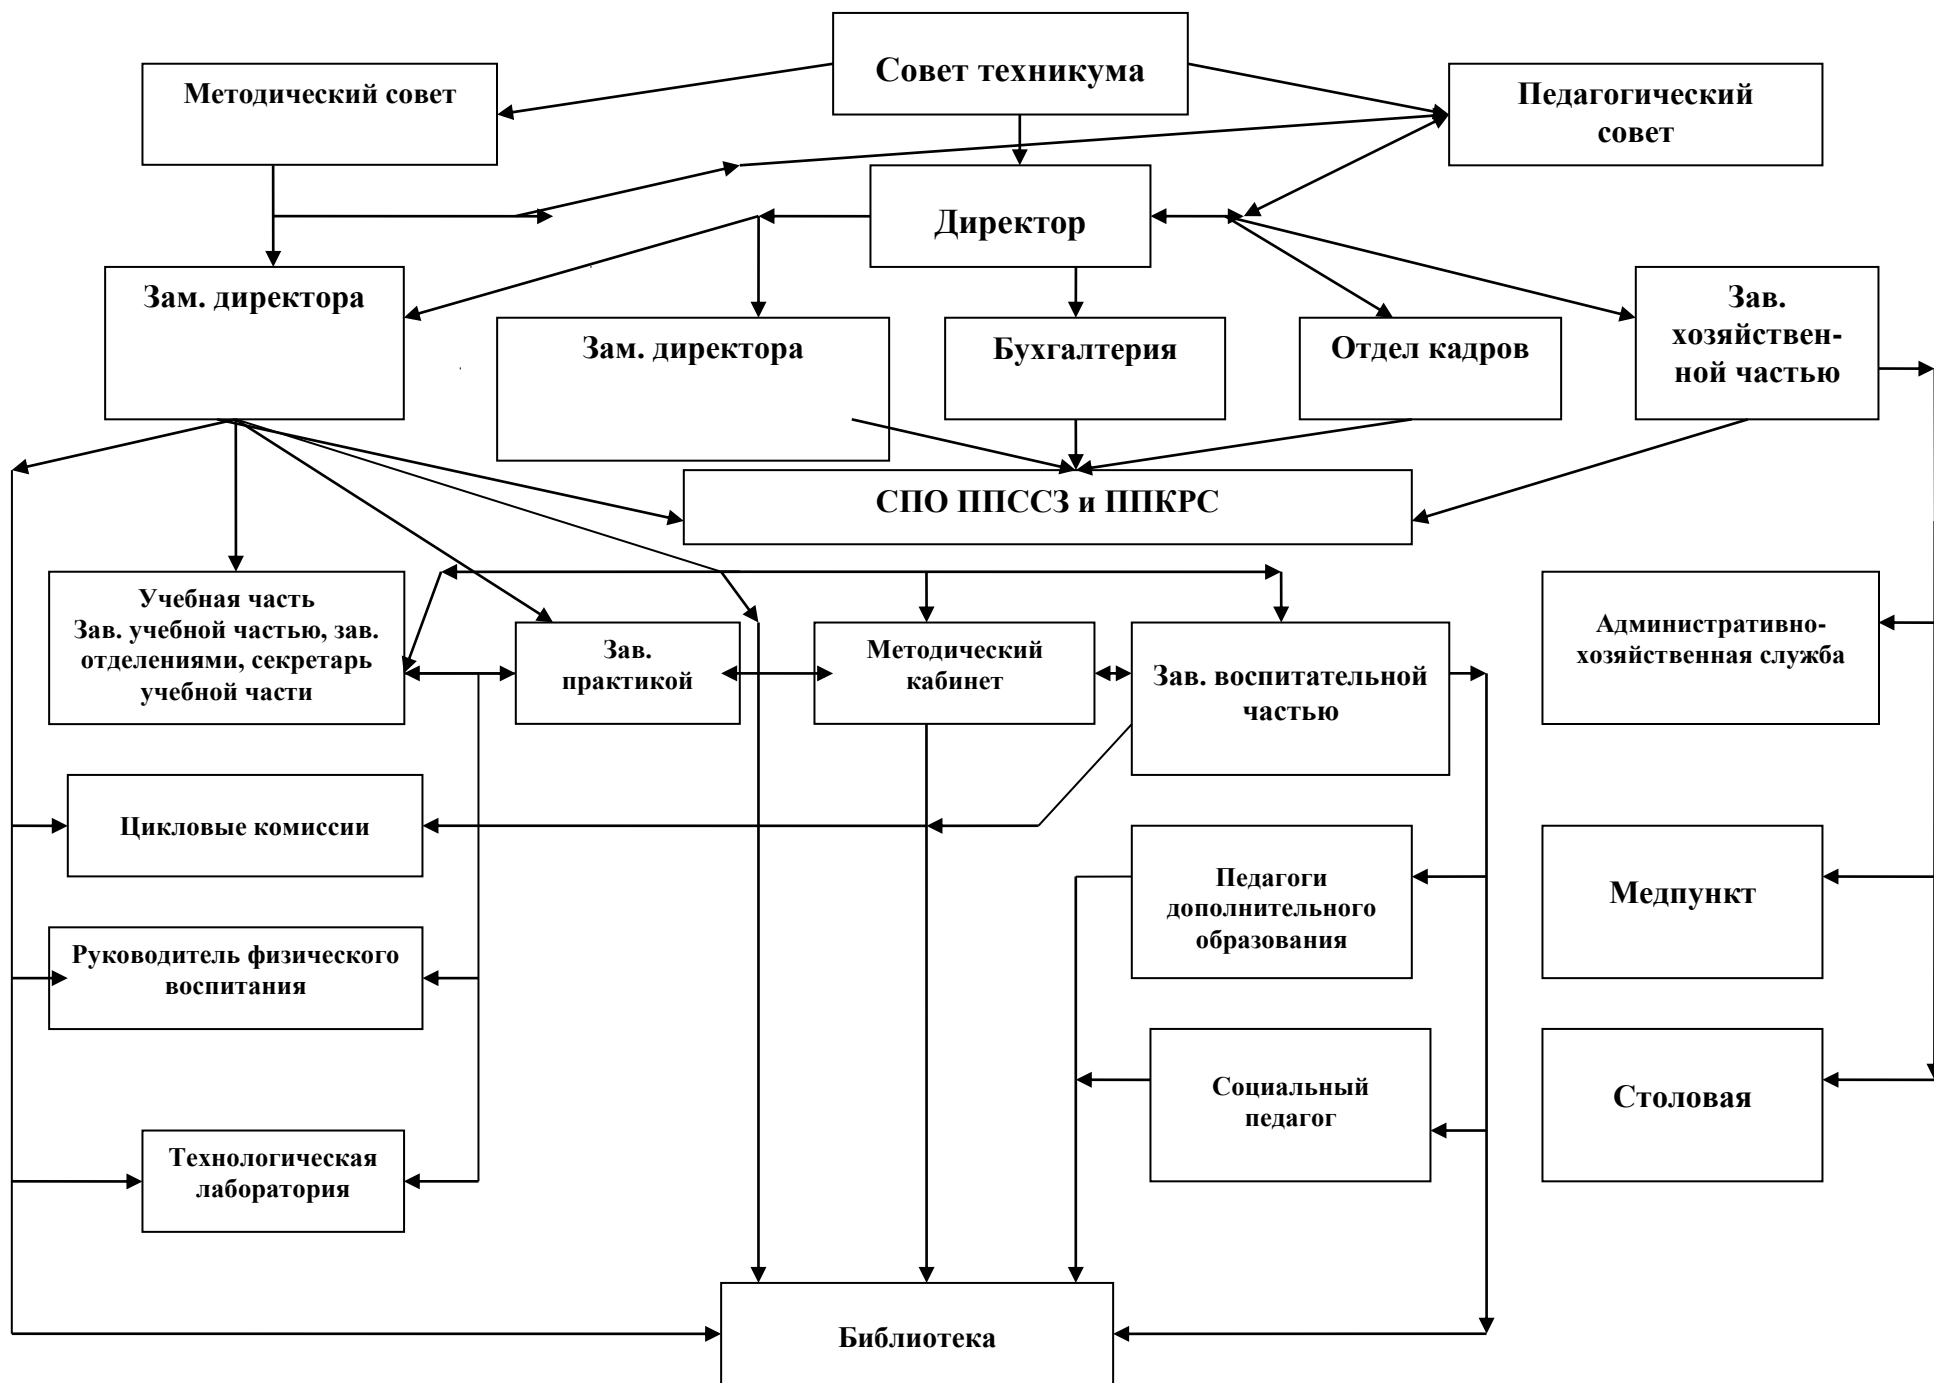 Совет техникума
Методический совет
Педагогический
совет
Директор
Зам. директора
Зам. директора
Бухгалтерия
Отдел кадров
Зав.
хозяйствен-
ной частью
СПО ППССЗ и ППКРС
Учебная часть
Зав. учебной частью, зав.
отделениями, секретарь
учебной части
Зав.
практикой
Методический
кабинет
Зав. воспитательной
частью
Административно-
хозяйственная служба
Цикловые комиссии
Педагоги
дополнительного
образования
Медпункт
Руководитель физического
воспитания
Социальный
педагог
Столовая
Технологическая
лаборатория
Библиотека